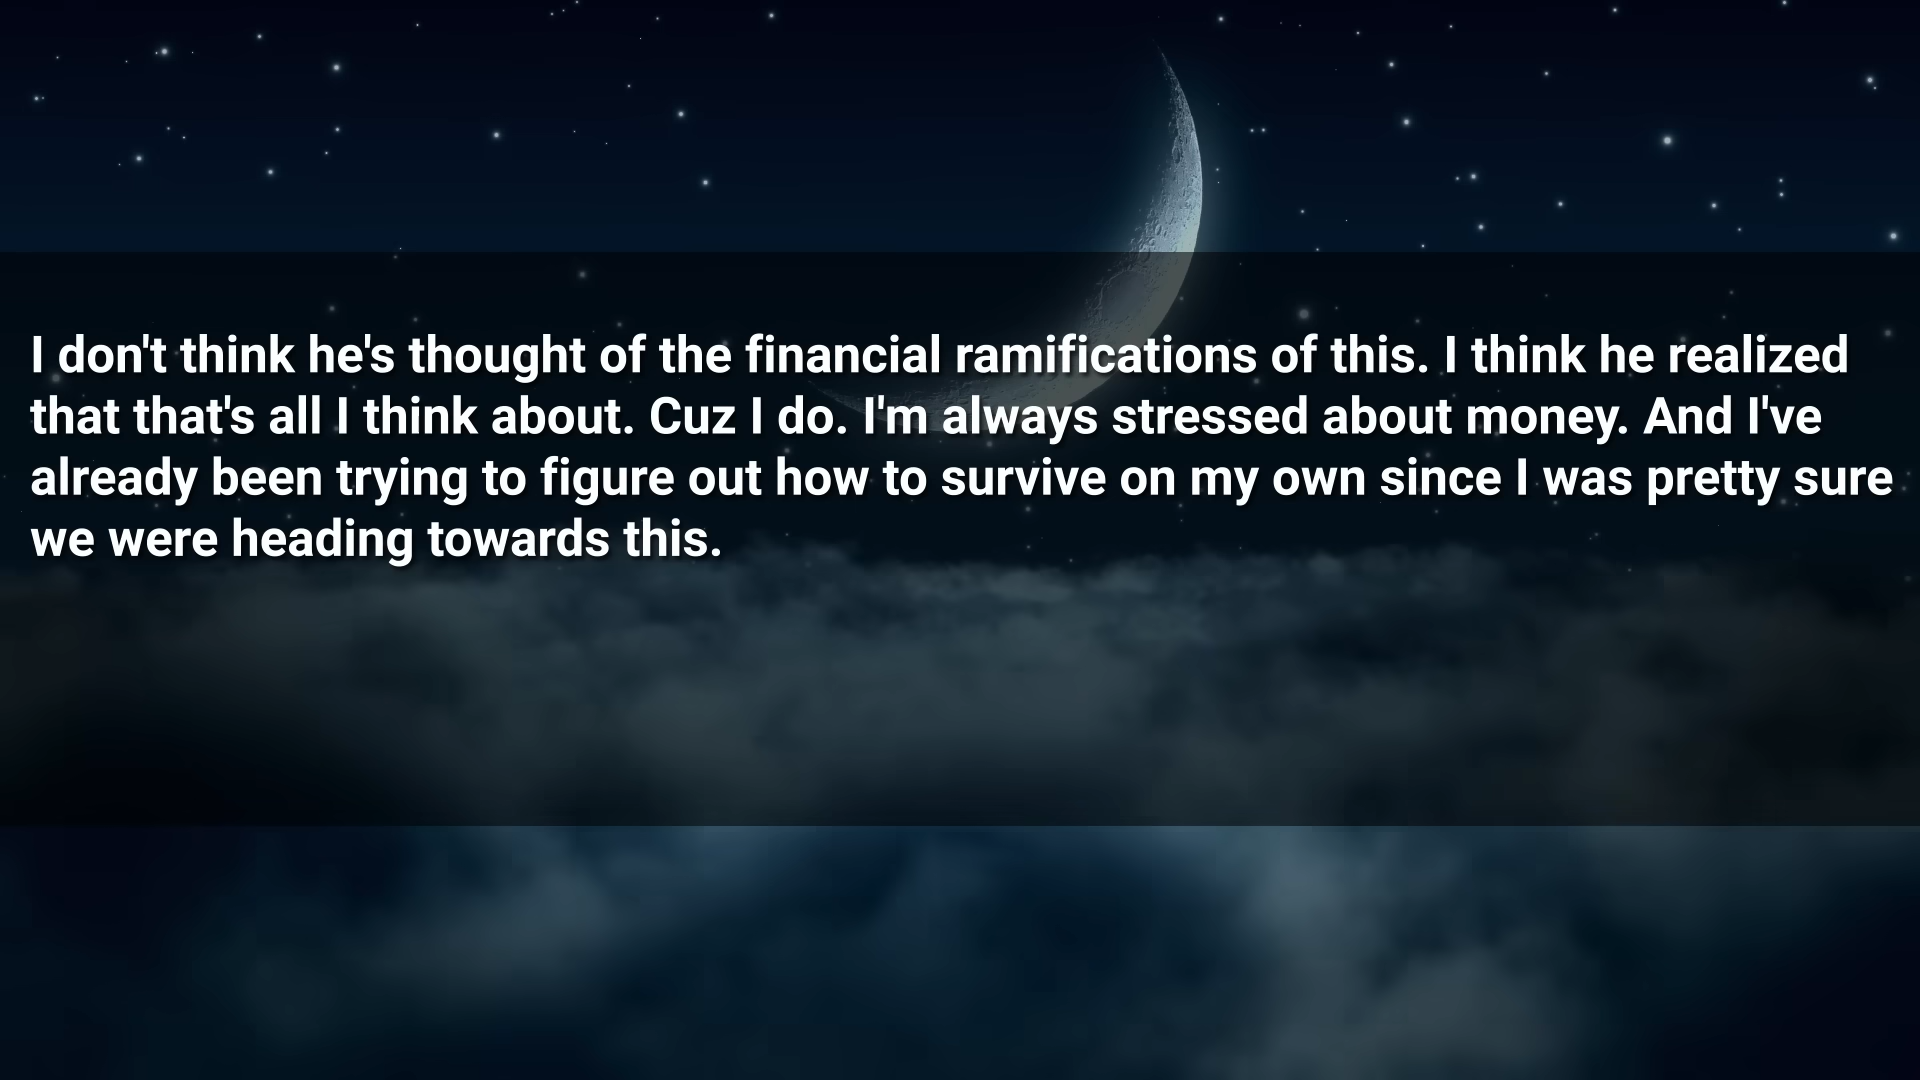 I don't think he's thought of the financial ramifications of this. I think he realized
that that's all I think about. Cuz I do. I'm always stressed about money. And I've
already been trying to figure out how to survive on my own since I was pretty sure
we were heading towards this.